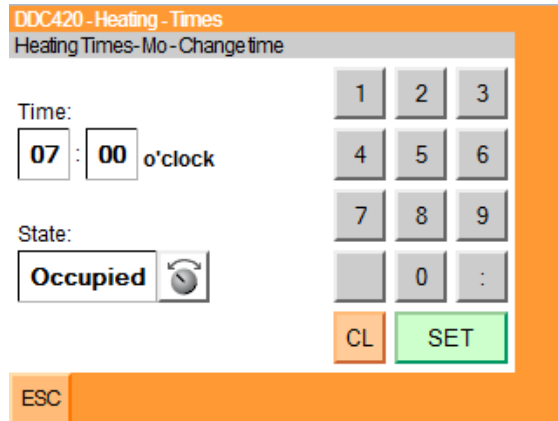 DDC420 - Heating - Times
Heating Times- Mo - Change time
Time:
07 : 00 o'clock
State:
Occupied
1 2 3
4 5 6
7 8 9
0 :
CL SET
ESC